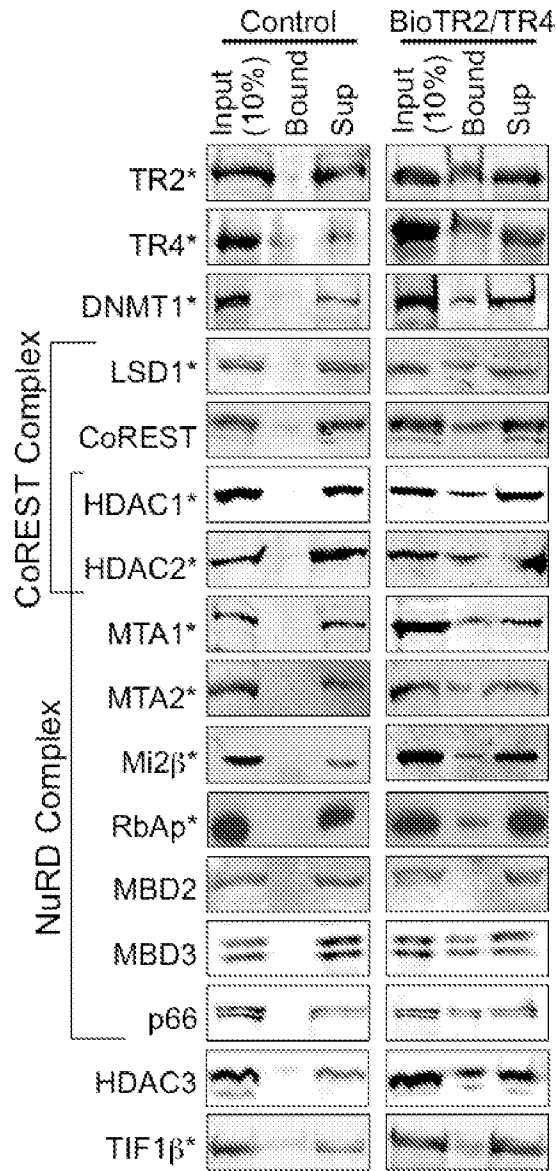 Control
BioTR2/TR4
Input
(10%)
Bound
Sup
Input
(10%)
Bound
Sup
TR2*
TR4*
DNMT1*
CoREST Complex
LSD1*
CoREST
HDAC1*
HDAC2*
NuRD Complex
MTA1*
MTA2*
Mi2β*
RbAp*
MBD2
MBD3
p66
HDAC3
TIF1β*